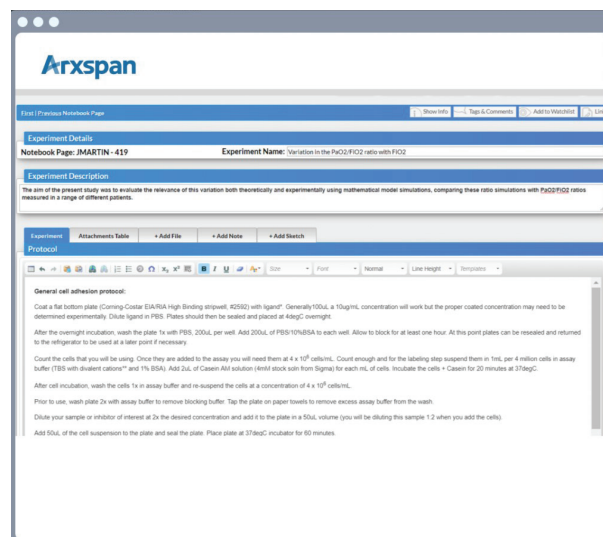 Arxspan
First | Previous Notebook Page
Show Info
Tags & Comments
Add to Watchlist
Experiment Details
Notebook Page: JMARTIN - 419
Experiment Name: Variation in the PaO2/FiO2 ratio with FIO2
Experiment Description
The aim of the present study was to evaluate the relevance of this variation both theoretically and experimentally using mathematical model simulations, comparing these ratio simulations with PaO2/FIO2 ratios
measured in a range of different patients.
Experiment
Attachments Table
+ Add File
+ Add Note
+ Add Sketch
Protocol
B I U
Size
Font
Normal
Line Height
Templates
General cell adhesion protocol:
Coat a flat bottom plate (Corning-Costar EIA/RIA High Binding stripwell, #2592) with ligand*. Generally100uL a 10ug/mL concentration will work but the proper coated concentration may need to be
determined experimentally. Dilute ligand in PBS. Plates should then be sealed and placed at 4degC overnight
After the overnight incubation, wash the plate 1x with PBS, 200uL per well. Add 200uL of PBS/10%BSA to each well. Allow to block for at least one hour. At this point plates can be resealed and returned
to the refrigerator to be used at a later point if necessary.
Count the cells that you will be using. Once they are added to the assay you will need them at 4 x 10⁶ cells/mL. Count enough and for the labeling step suspend them in 1mL per 4 million cells in assay
buffer (TBS with divalent cations** and 1% BSA). Add 2uL of Casein AM solution (4mM stock soln from Sigma) for each mL of cells. Incubate the cells + Casein for 20 minutes at 37degC.
After cell incubation, wash the cells 1x in assay buffer and re-suspend the cells at a concentration of 4 x 10⁶ cells/mL.
Prior to use, wash plate 2x with assay buffer to remove blocking buffer. Tap the plate on paper towels to remove excess assay buffer from the wash.
Dilute your sample or inhibitor of interest at 2x the desired concentration and add it to the plate in a 50uL volume (you will be diluting this sample 1:2 when you add the cells).
Add 50uL of the cell suspension to the plate and seal the plate. Place plate at 37degC incubator for 60 minutes.